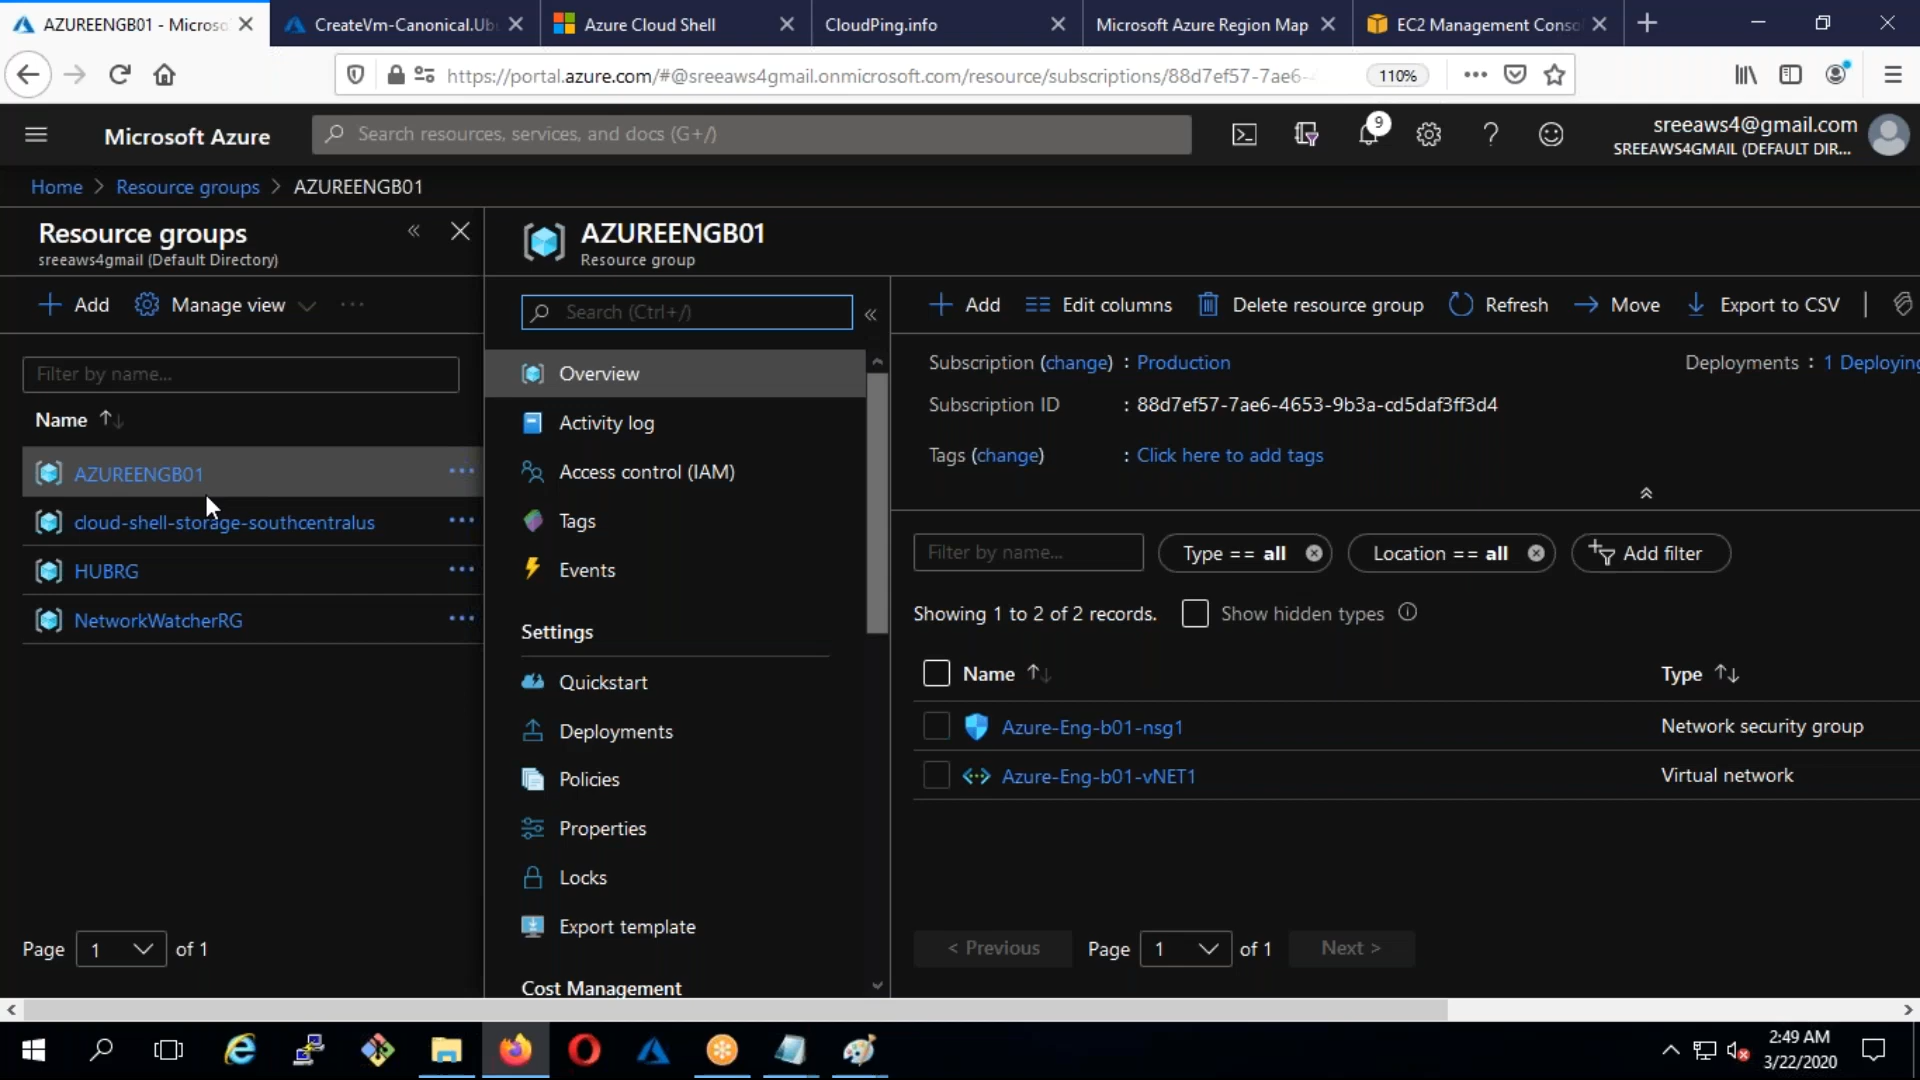 AZUREENGB01 - Microso
CreateVm-Canonical.Ub
Azure Cloud Shell
CloudPing.info
Microsoft Azure Region Map
EC2 Management Conso
https://portal.azure.com/#@sreeaws4gmail.onmicrosoft.com/resource/subscriptions/88d7ef57-7ae6-
110%
Microsoft Azure
Search resources, services, and docs (G+/)
9
sreeaws4@gmail.com
SREEAWS4GMAIL (DEFAULT DIR...
Home > Resource groups > AZUREENGB01
Resource groups
sreeaws4gmail (Default Directory)
Add
Manage view
Filter by name...
Name
AZUREENGB01
cloud-shell-storage-southcentralus
HUBRG
NetworkWatcherRG
Page 1 of 1
AZUREENGB01
Resource group
Search (Ctrl+/)
Overview
Activity log
Access control (IAM)
Tags
Events
Settings
Quickstart
Deployments
Policies
Properties
Locks
Export template
Cost Management
Add
Edit columns
Delete resource group
Refresh
Move
Export to CSV
Subscription (change) : Production
Deployments : 1 Deploying
Subscription ID : 88d7ef57-7ae6-4653-9b3a-cd5daf3ff3d4
Tags (change) : Click here to add tags
Filter by name...
Type == all
Location == all
Add filter
Showing 1 to 2 of 2 records.
Show hidden types
Name
Type
Azure-Eng-b01-nsg1
Network security group
Azure-Eng-b01-vNET1
Virtual network
< Previous
Page 1 of 1
Next >
2:49 AM
3/22/2020